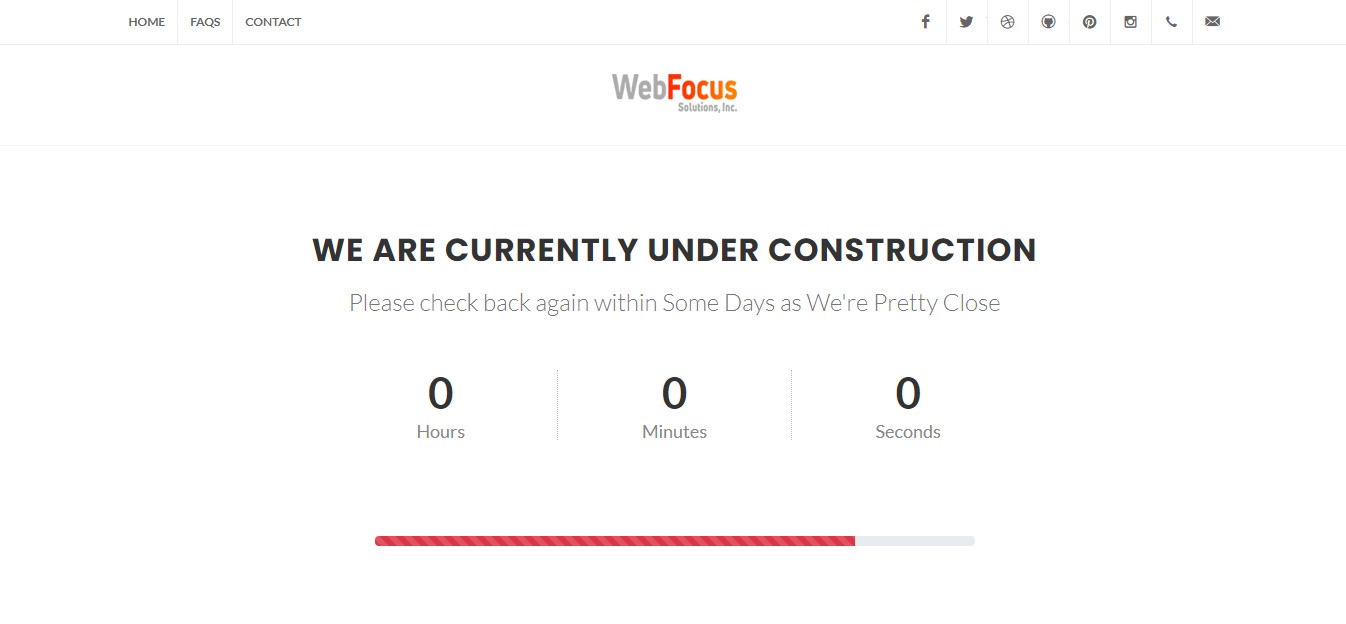 HOME FAQS CONTACT
WebFocus
Solutions, Inc.
WE ARE CURRENTLY UNDER CONSTRUCTION
Please check back again within Some Days as We're Pretty Close
0 0 0
Hours Minutes Seconds